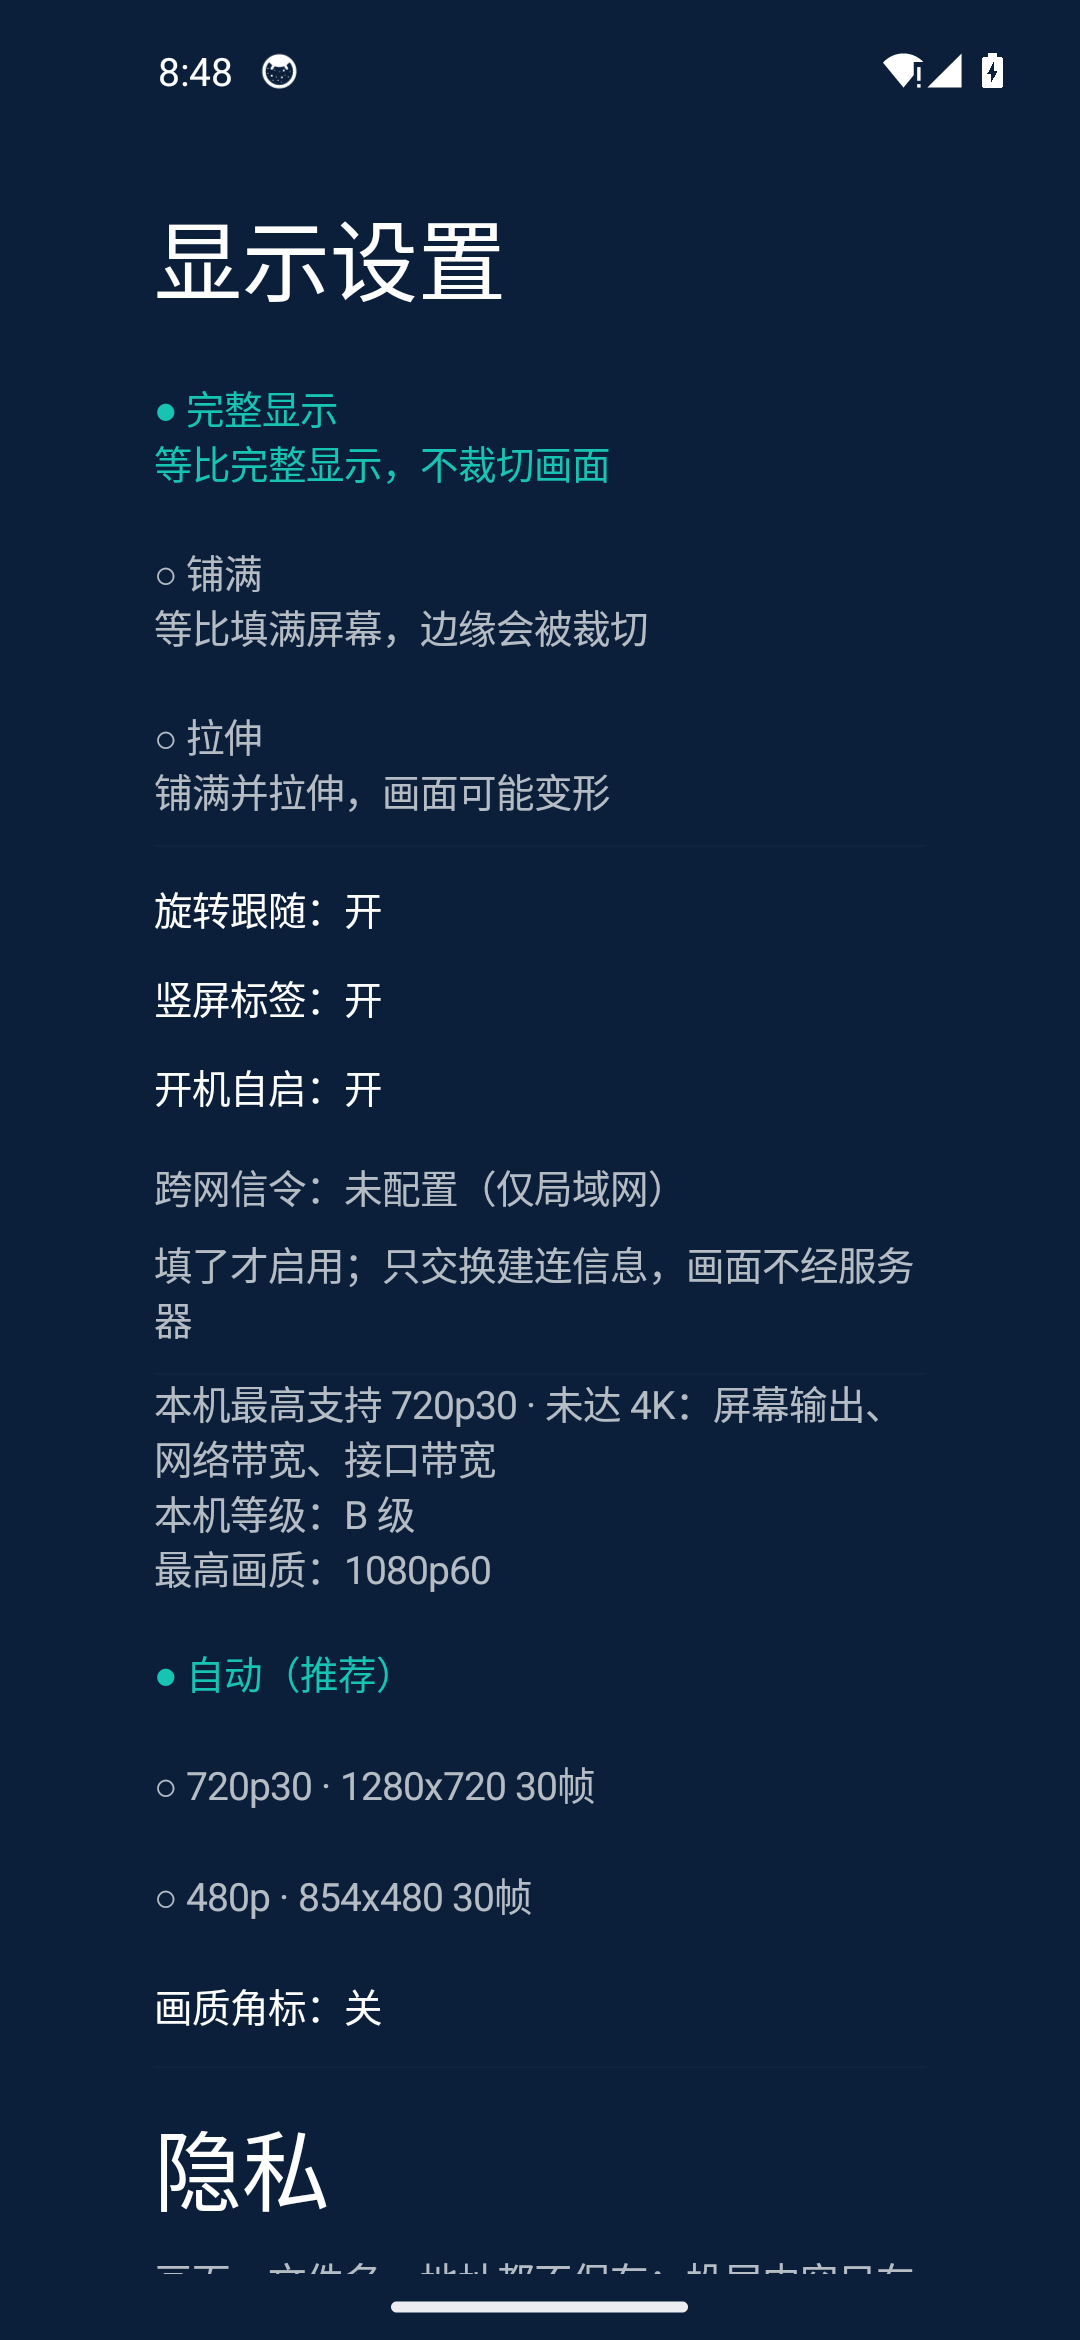 8:48
显示设置
● 完整显示
等比完整显示，不裁切画面
○ 铺满
等比填满屏幕，边缘会被裁切
○ 拉伸
铺满并拉伸，画面可能变形
旋转跟随：开
竖屏标签：开
开机自启：开
跨网信令：未配置（仅局域网）
填了才启用；只交换建连信息，画面不经服务
器
本机最高支持 720p30 · 未达 4K：屏幕输出、
网络带宽、接口带宽
本机等级：B 级
最高画质：1080p60
● 自动（推荐）
○ 720p30 · 1280x720 30帧
○ 480p · 854x480 30帧
画质角标：关
隐私